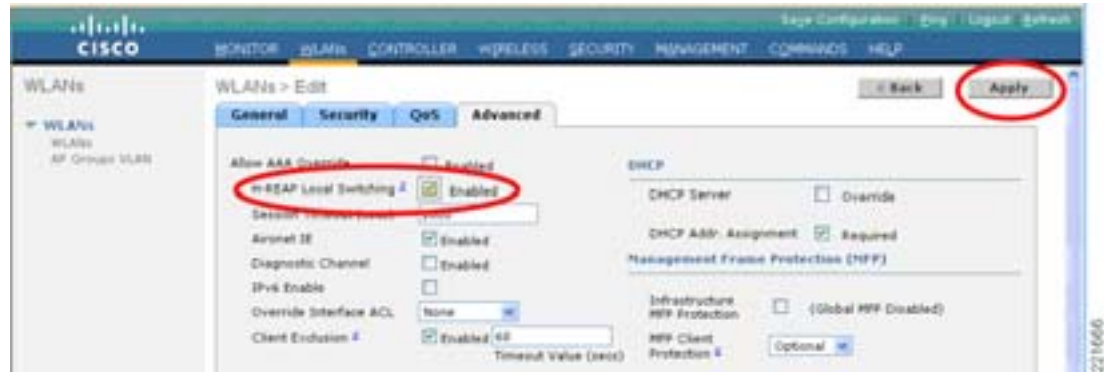 Save Configuration Ping Logout Refresh
CISCO
MONITOR WLANs CONTROLLER WIRELESS SECURITY MANAGEMENT COMMANDS HELP
WLANs
WLANs > Edit
< Back
Apply
WLANs
WLANs
AP Groups VLAN
General Security QoS Advanced
Allow AAA Override Enabled
H-REAP Local Switching 2 Enabled
Session Timeout (secs)
Aironet IE Enabled
Diagnostic Channel Enabled
IPv6 Enable
Override Interface ACL None
Client Exclusion Enabled 60
Timeout Value (secs)
DHCP
DHCP Server Override
DHCP Addr. Assignment Required
Management Frame Protection (MFP)
Infrastructure MFP Protection (Global MFP Disabled)
MFP Client Protection Optional
221666